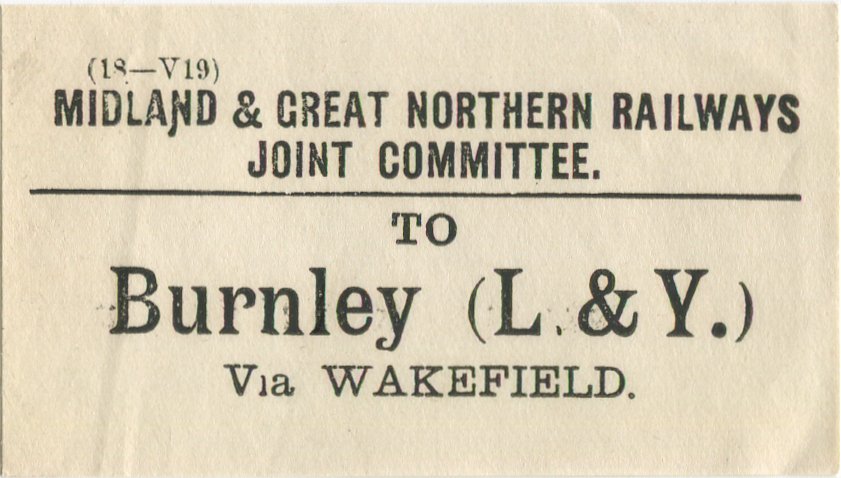 (18—V19)
MIDLAND & GREAT NORTHERN RAILWAYS
JOINT COMMITTEE.
TO
Burnley (L. & Y.)
Via WAKEFIELD.